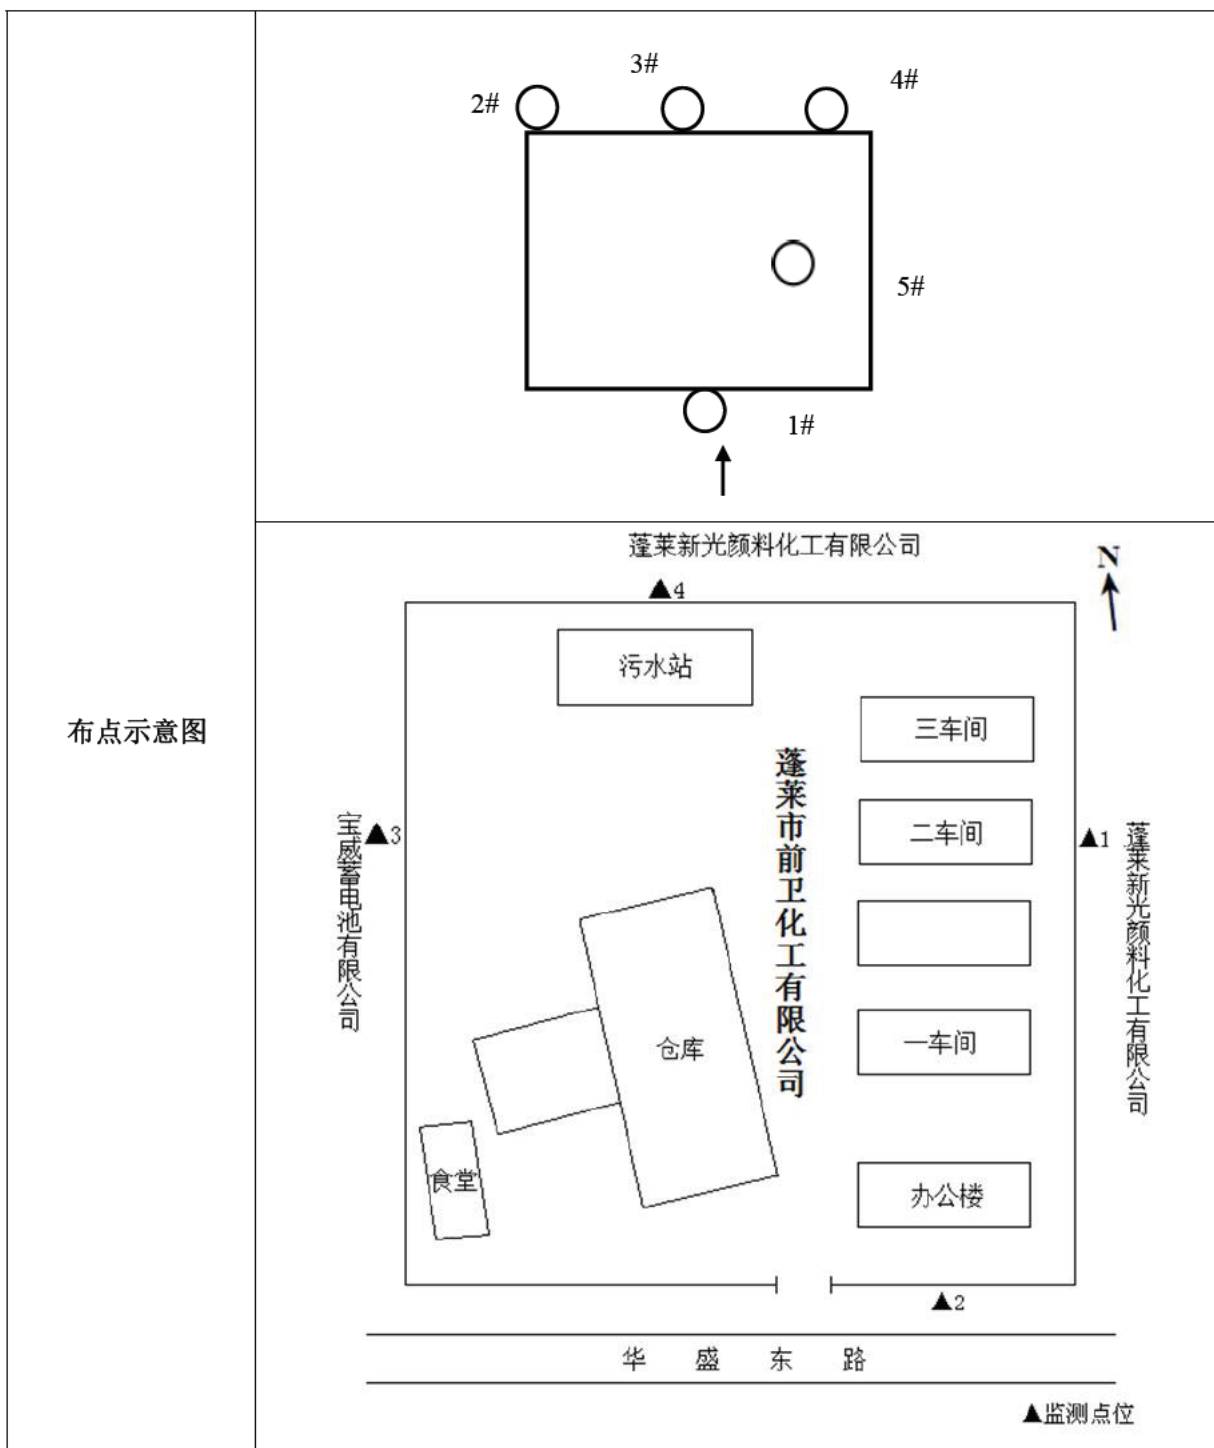 布点示意图
3#
2#
4#
5#
1#
蓬莱新光颜料化工有限公司
N
▲4
污水站
三车间
二车间
一车间
办公楼
蓬莱市前卫化工有限公司
宝威蓄电池有限公司
▲3
▲1
蓬莱新光颜料化工有限公司
仓库
食堂
▲2
华盛东路
▲监测点位